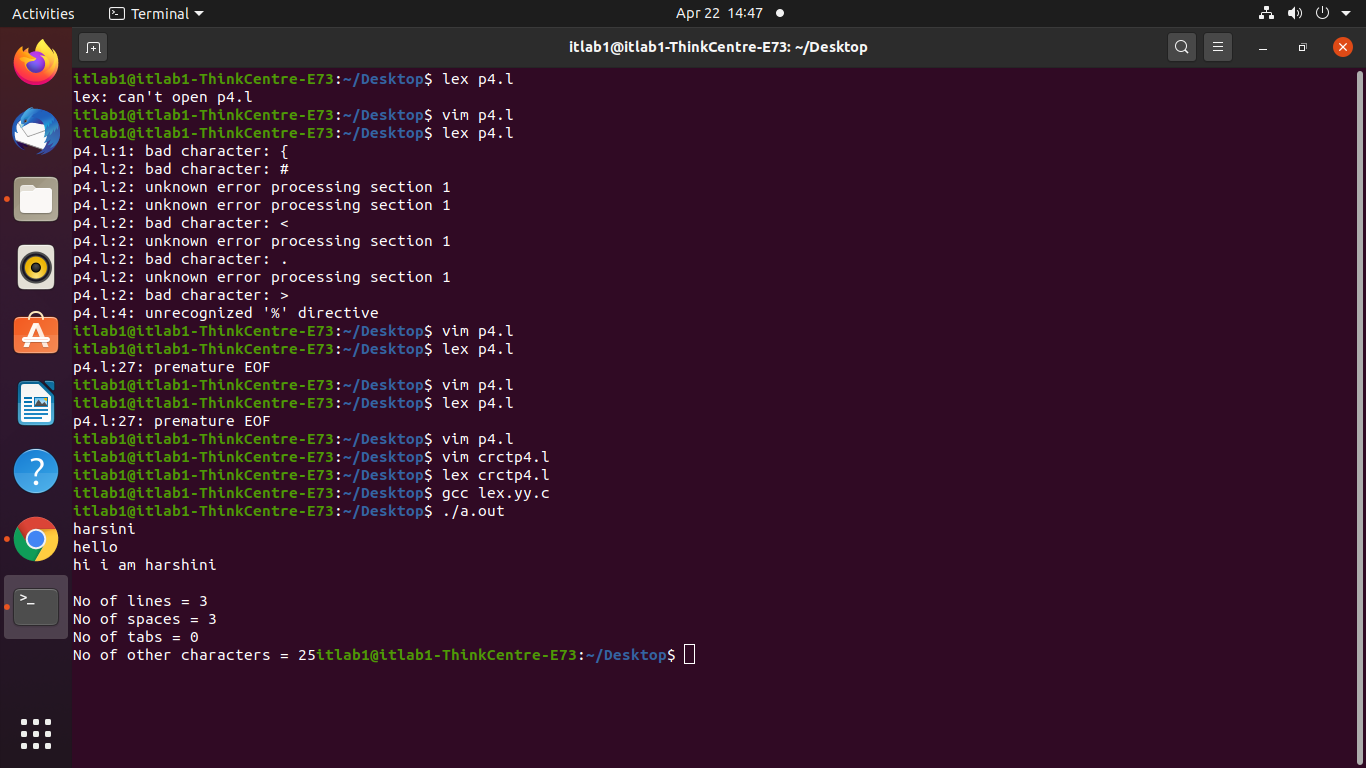 Activities Terminal Apr 22 14:47
itlab1@itlab1-ThinkCentre-E73: ~/Desktop
itlab1@itlab1-ThinkCentre-E73:~/Desktop$ lex p4.l
lex: can't open p4.l
itlab1@itlab1-ThinkCentre-E73:~/Desktop$ vim p4.l
itlab1@itlab1-ThinkCentre-E73:~/Desktop$ lex p4.l
p4.l:1: bad character: {
p4.l:2: bad character: #
p4.l:2: unknown error processing section 1
p4.l:2: unknown error processing section 1
p4.l:2: bad character: <
p4.l:2: unknown error processing section 1
p4.l:2: bad character: .
p4.l:2: unknown error processing section 1
p4.l:2: bad character: >
p4.l:4: unrecognized '%' directive
itlab1@itlab1-ThinkCentre-E73:~/Desktop$ vim p4.l
itlab1@itlab1-ThinkCentre-E73:~/Desktop$ lex p4.l
p4.l:27: premature EOF
itlab1@itlab1-ThinkCentre-E73:~/Desktop$ vim p4.l
itlab1@itlab1-ThinkCentre-E73:~/Desktop$ lex p4.l
p4.l:27: premature EOF
itlab1@itlab1-ThinkCentre-E73:~/Desktop$ vim p4.l
itlab1@itlab1-ThinkCentre-E73:~/Desktop$ vim crctp4.l
itlab1@itlab1-ThinkCentre-E73:~/Desktop$ lex crctp4.l
itlab1@itlab1-ThinkCentre-E73:~/Desktop$ gcc lex.yy.c
itlab1@itlab1-ThinkCentre-E73:~/Desktop$ ./a.out
harsini
hello
hi i am harshini
No of lines = 3
No of spaces = 3
No of tabs = 0
No of other characters = 25itlab1@itlab1-ThinkCentre-E73:~/Desktop$